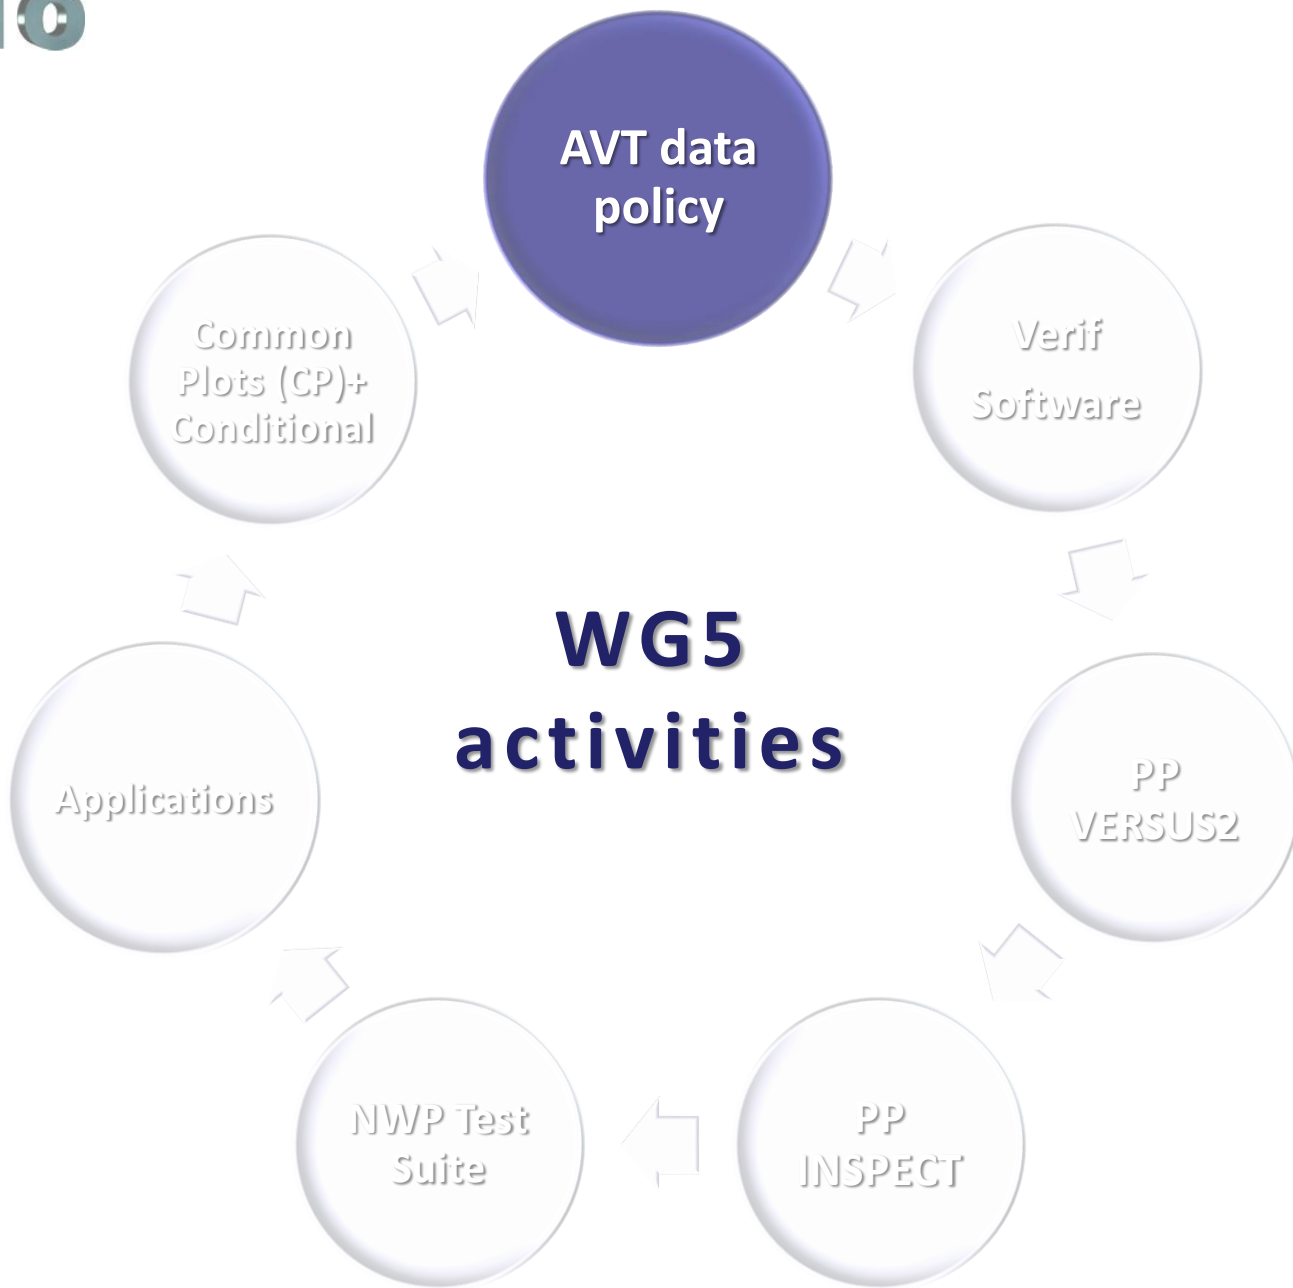 AVT data
policy
Verif
Software
PP
VERSUS2
PP
INSPECT
NWP Test
Suite
Applications
Common
Plots (CP)+
Conditional
WG5
activities